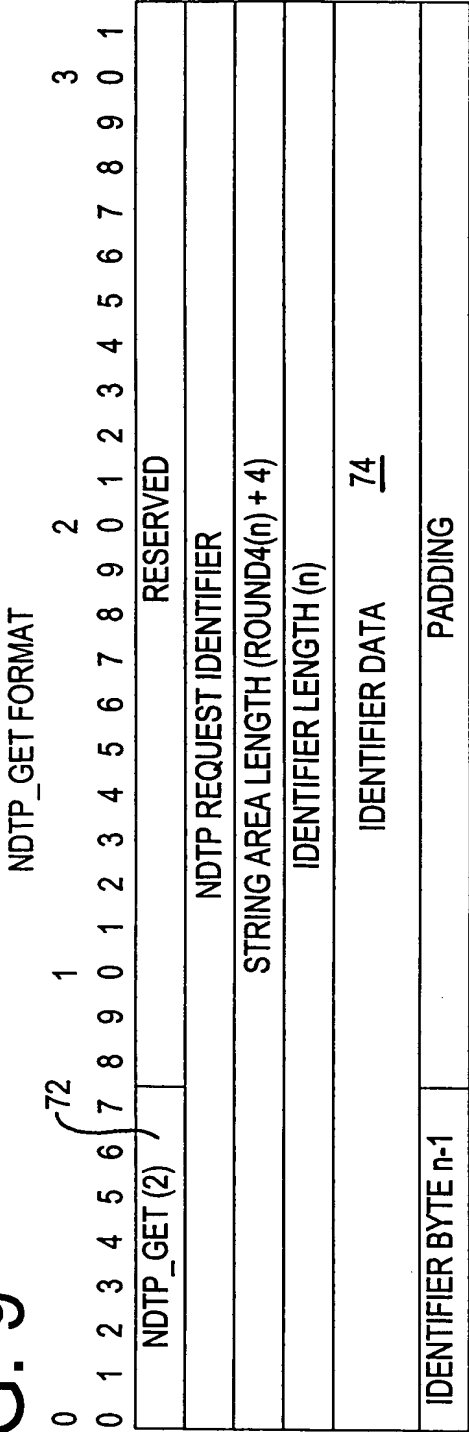 NDTP_GET FORMAT
0 72 1 2 3
0 1 2 3 4 5 6 7 8 9 0 1 2 3 4 5 6 7 8 9 0 1 2 3 4 5 6 7 8 9 0 1
NDTP_GET (2) RESERVED
NDTP REQUEST IDENTIFIER
STRING AREA LENGTH (ROUND4(n) + 4)
IDENTIFIER LENGTH (n)
IDENTIFIER DATA 74
IDENTIFIER BYTE n-1 PADDING